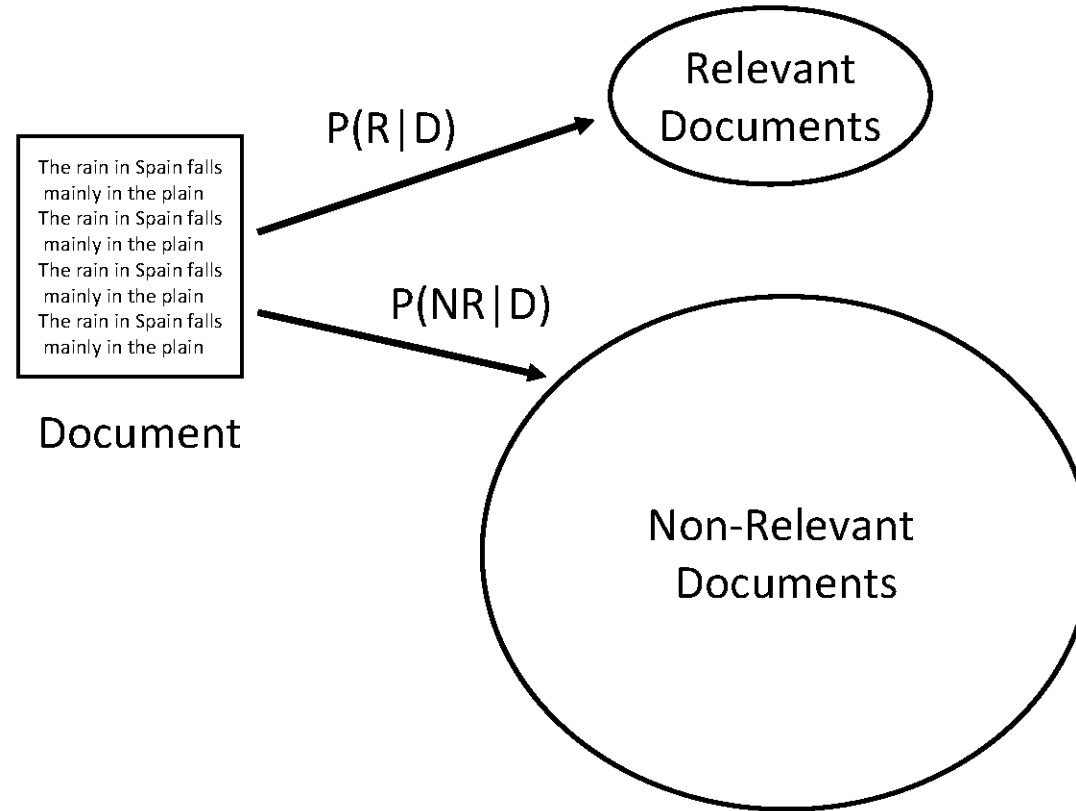 The rain in Spain falls
mainly in the plain
The rain in Spain falls
mainly in the plain
The rain in Spain falls
mainly in the plain
The rain in Spain falls
mainly in the plain
Document
P(R|D)
Relevant
Documents
P(NR|D)
Non-Relevant
Documents